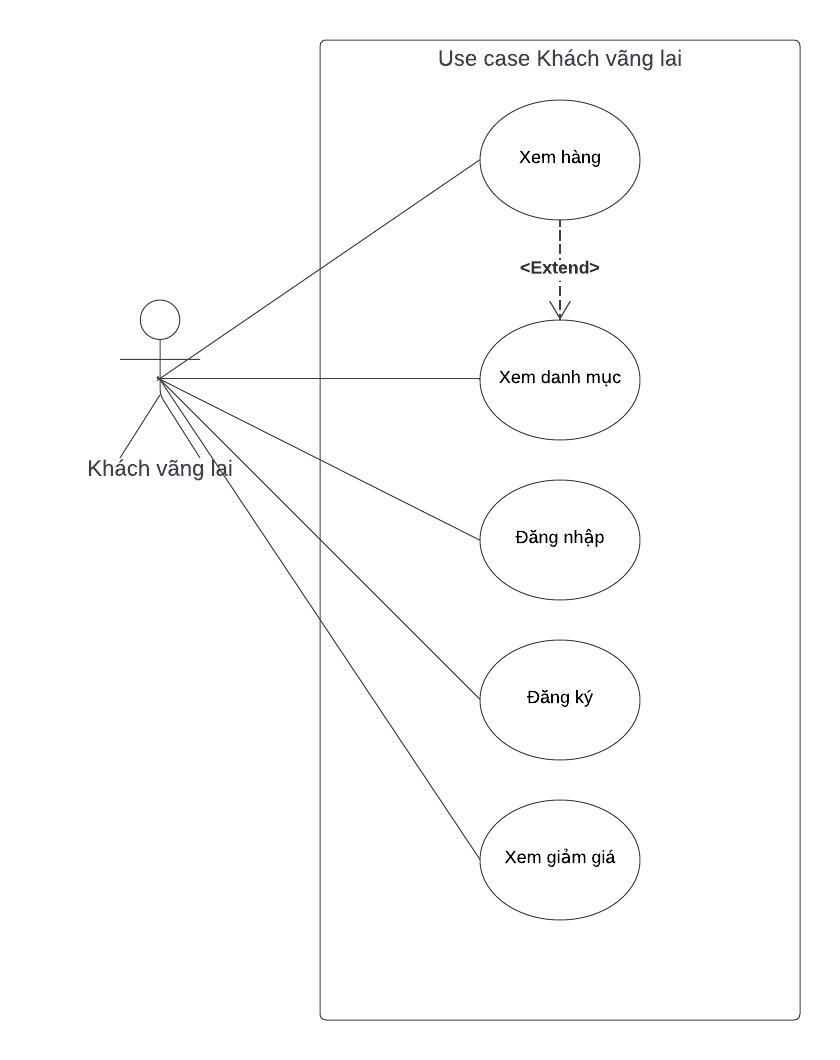 Use case Khách vãng lai
Xem hàng
<Extend>
Xem danh mục
Khách vãng lai
Đăng nhập
Đăng ký
Xem giảm giá